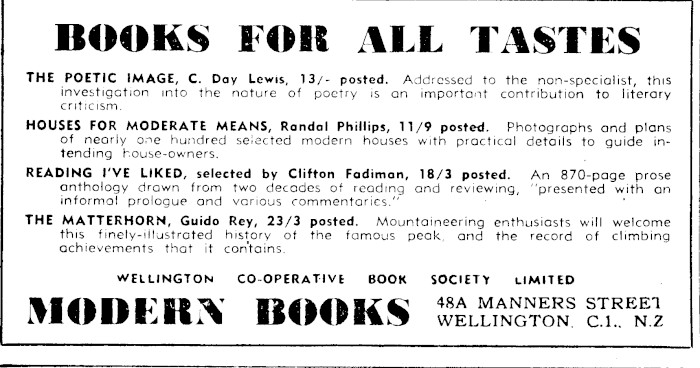 BOOKS FOR ALL TASTES
THE POETIC IMAGE, C. Day Lewis, 13/- posted. Addressed to the non-specialist, this
investigation into the nature of poetry is an important contribution to literary
criticism.
HOUSES FOR MODERATE MEANS, Randal Phillips, 11/9 posted. Photographs and plans
of nearly one hundred selected modern houses with practical details to guide in-
tending house-owners.
READING I'VE LIKED, selected by Clifton Fadiman, 18/3 posted. An 870-page prose
anthology drawn from two decades of reading and reviewing, "presented with an
informal prologue and various commentaries."
THE MATTERHORN, Guido Rey, 23/3 posted. Mountaineering enthusiasts will welcome
this finely-illustrated history of the famous peak, and the record of climbing
achievements that it contains.
WELLINGTON CO-OPERATIVE BOOK SOCIETY LIMITED
MODERN BOOKS
48A MANNERS STREET
WELLINGTON, C.1., N.Z